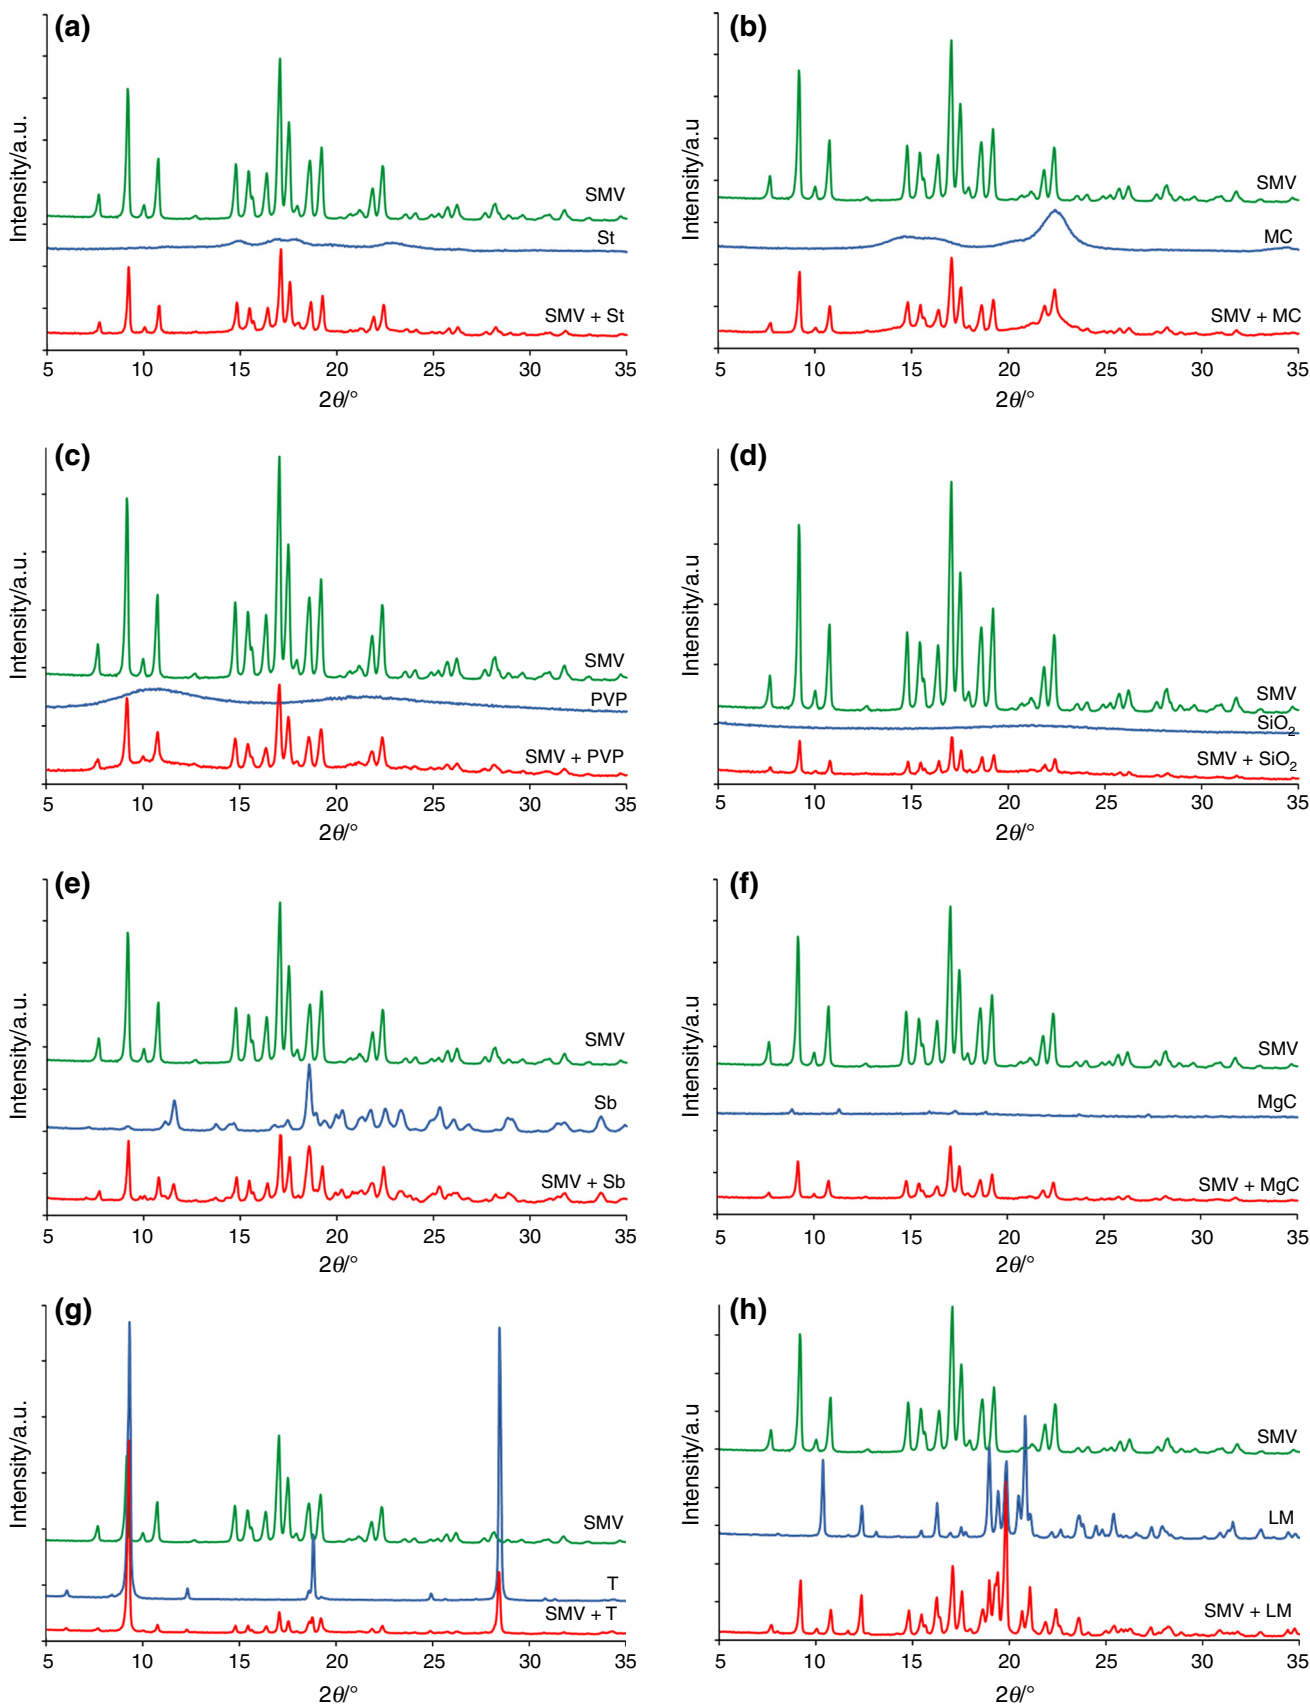 (a)
Intensity/a.u.
SMV
St
SMV + St
5 10 15 20 25 30 35
2θ/°
(b)
Intensity/a.u
SMV
MC
SMV + MC
5 10 15 20 25 30 35
2θ/°
(c)
Intensity/a.u.
SMV
PVP
SMV + PVP
5 10 15 20 25 30 35
2θ/°
(d)
Intensity/a.u
SMV
SiO₂
SMV + SiO₂
5 10 15 20 25 30 35
2θ/°
(e)
Intensity/a.u.
SMV
Sb
SMV + Sb
5 10 15 20 25 30 35
2θ/°
(f)
Intensity/a.u
SMV
MgC
SMV + MgC
5 10 15 20 25 30 35
2θ/°
(g)
Intensity/a.u.
SMV
T
SMV + T
5 10 15 20 25 30 35
2θ/°
(h)
Intensity/a.u
SMV
LM
SMV + LM
5 10 15 20 25 30 35
2θ/°